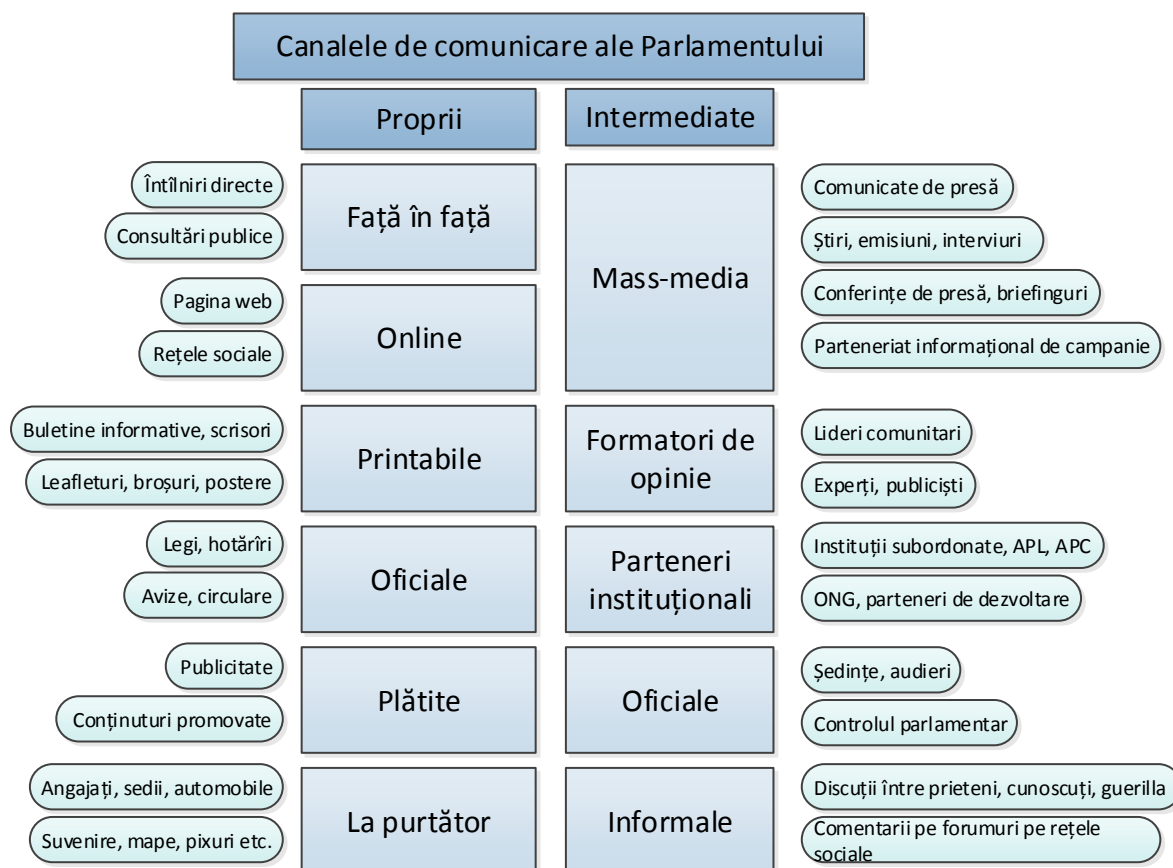 Canalele de comunicare ale Parlamentului
Proprii
Intermediate
Întîlniri directe
Consultări publice
Față în față
Pagina web
Rețele sociale
Online
Mass-media
Comunicate de presă
Știri, emisiuni, interviuri
Conferințe de presă, briefinguri
Parteneriat informațional de campanie
Buletine informative, scrisori
Leafleturi, broșuri, postere
Printabile
Formatori de
opinie
Lideri comunitari
Experți, publiciști
Legi, hotărîri
Avize, circulare
Oficiale
Parteneri
instituționali
Instituții subordonate, APL, APC
ONG, parteneri de dezvoltare
Publicitate
Conținuturi promovate
Plătite
Oficiale
Ședințe, audieri
Controlul parlamentar
Angajați, sedii, automobile
Suvenire, mape, pixuri etc.
La purtător
Informale
Discuții între prieteni, cunoscuți, guerilla
Comentarii pe forumuri pe rețele
sociale